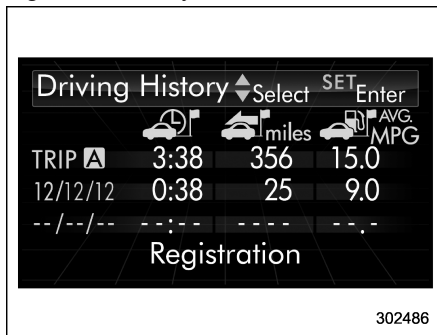 Driving History Select SET Enter
miles AVG. MPG
TRIP A 3:38 356 15.0
12/12/12 0:38 25 9.0
--/--/-- --:-- ---- --.-
Registration
302486